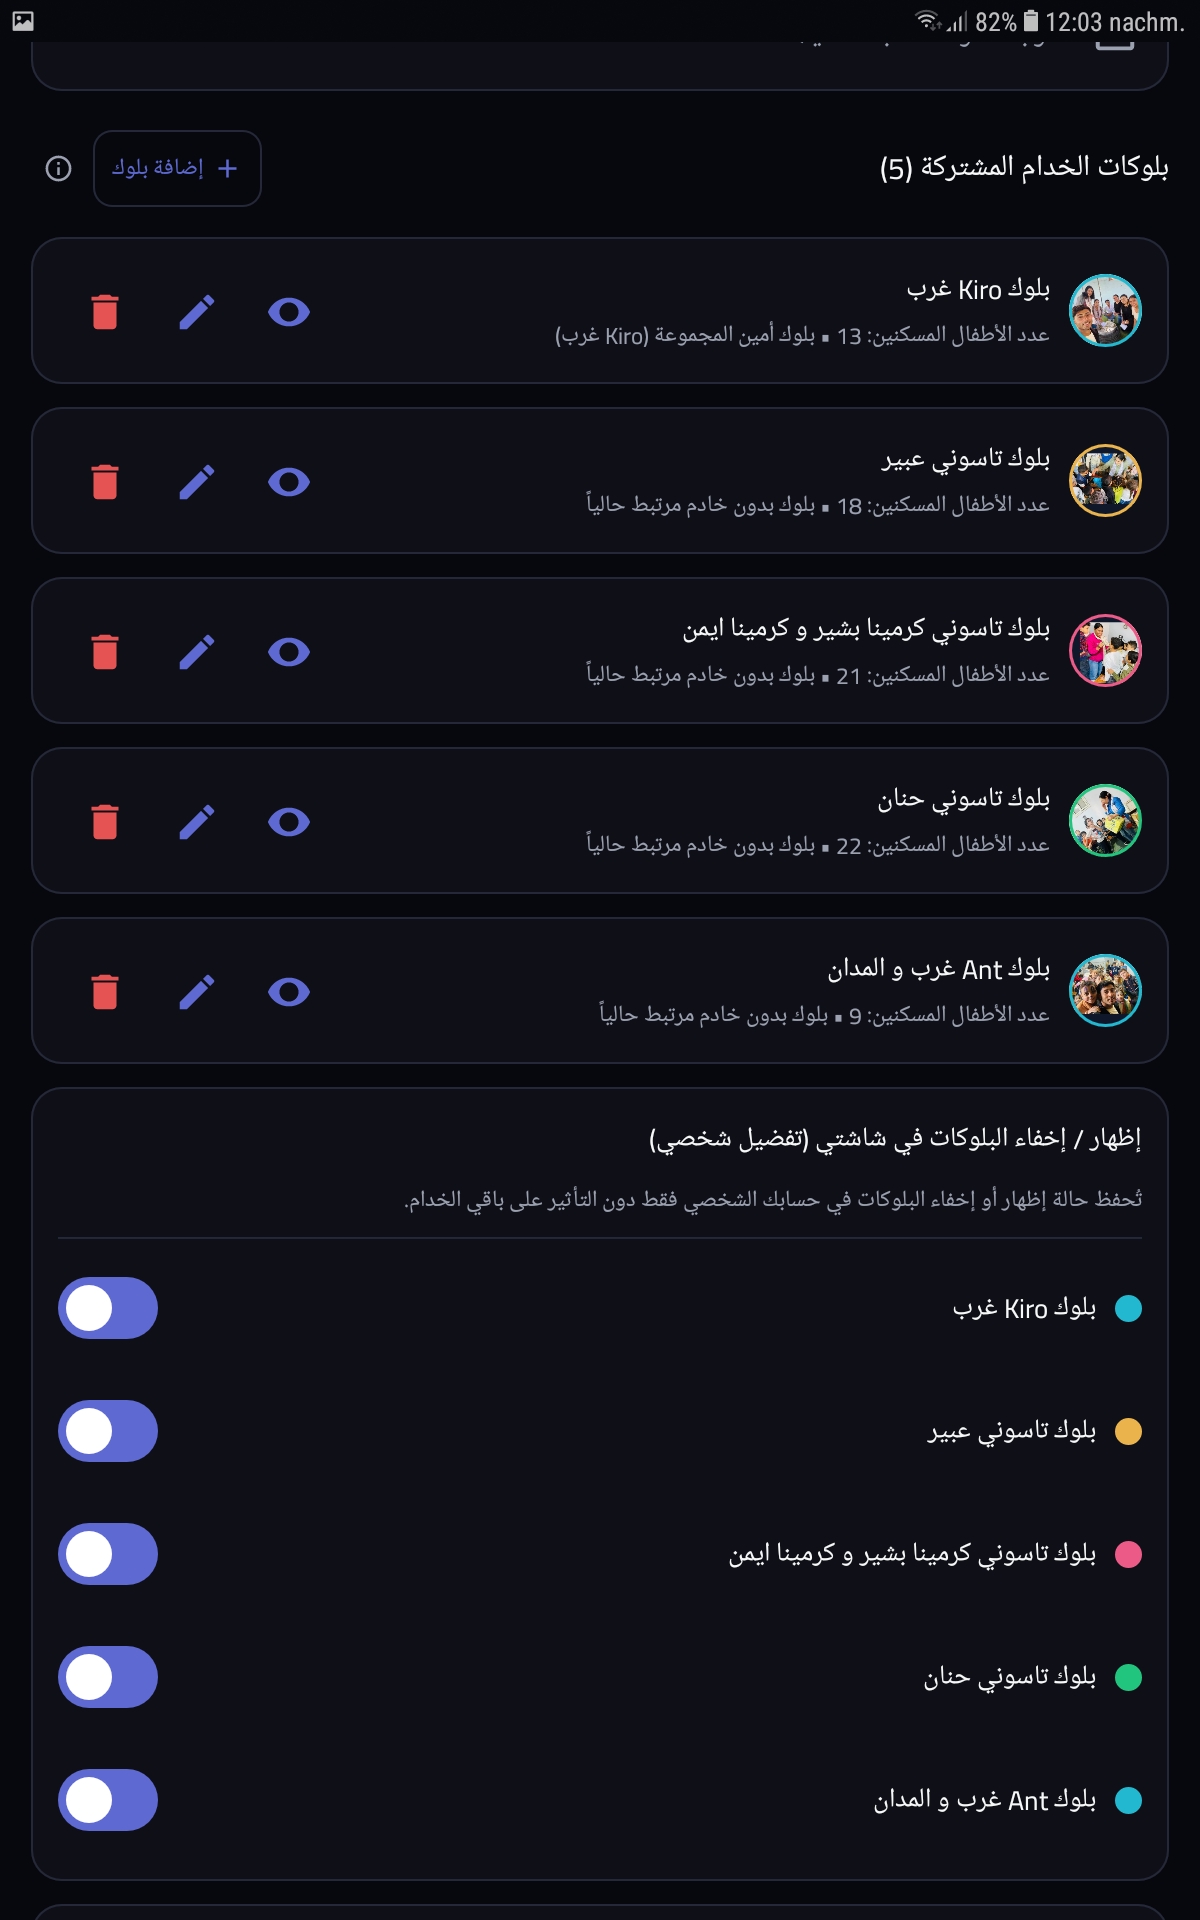 82% 12:03 nachm.
بلوكات الخدام المشتركة (5)
+ إضافة بلوك
بلوك Kiro غرب
عدد الأطفال المسكنين: 13 ▪ بلوك أمين المجموعة (Kiro غرب)
بلوك تاسوني عبير
عدد الأطفال المسكنين: 18 ▪ بلوك بدون خادم مرتبط حالياً
بلوك تاسوني كرمينا بشير و كرمينا ايمن
عدد الأطفال المسكنين: 21 ▪ بلوك بدون خادم مرتبط حالياً
بلوك تاسوني حنان
عدد الأطفال المسكنين: 22 ▪ بلوك بدون خادم مرتبط حالياً
بلوك Ant غرب و المدان
عدد الأطفال المسكنين: 9 ▪ بلوك بدون خادم مرتبط حالياً
إظهار / إخفاء البلوكات في شاشتي (تفضيل شخصي)
تُحفظ حالة إظهار أو إخفاء البلوكات في حسابك الشخصي فقط دون التأثير على باقي الخدام.
بلوك Kiro غرب
بلوك تاسوني عبير
بلوك تاسوني كرمينا بشير و كرمينا ايمن
بلوك تاسوني حنان
بلوك Ant غرب و المدان